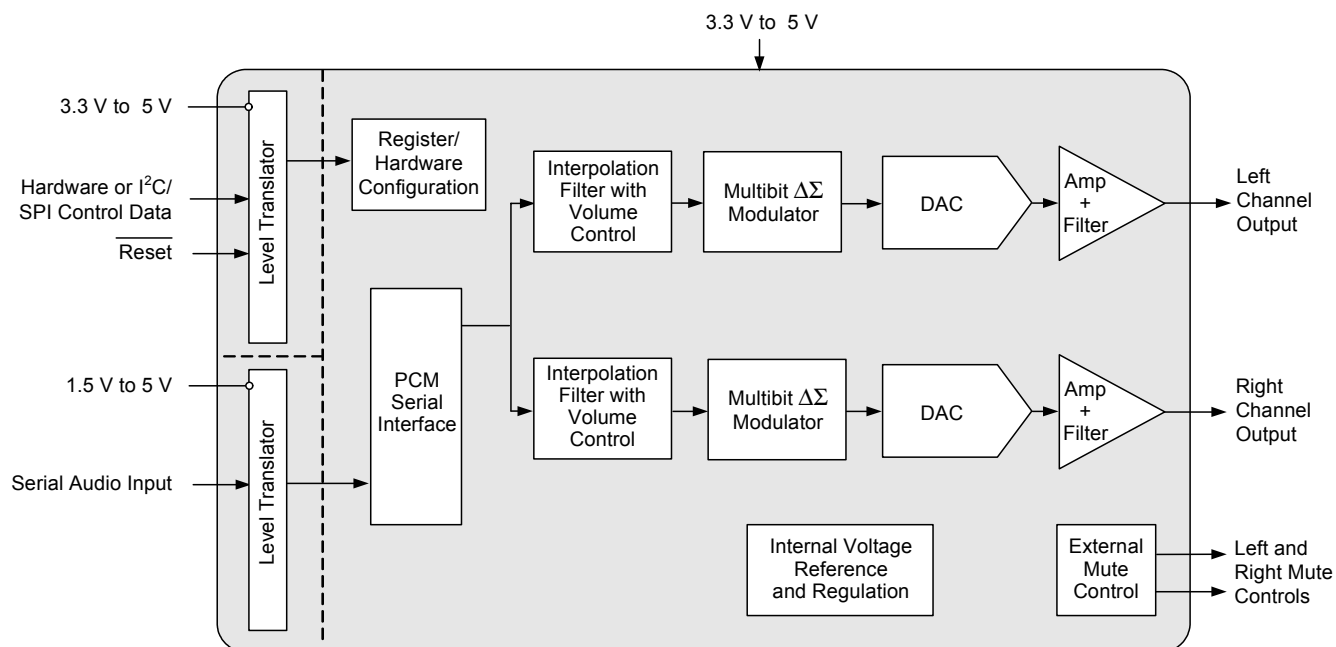 3.3 V to 5 V
3.3 V to 5 V
Hardware or I²C/
SPI Control Data
Reset
Level Translator
Register/
Hardware
Configuration
Interpolation
Filter with
Volume
Control
Multibit ΔΣ
Modulator
DAC
Amp
+
Filter
Left
Channel
Output
1.5 V to 5 V
Serial Audio Input
Level Translator
PCM
Serial
Interface
Interpolation
Filter with
Volume
Control
Multibit ΔΣ
Modulator
DAC
Amp
+
Filter
Right
Channel
Output
Internal Voltage
Reference
and Regulation
External
Mute
Control
Left and
Right Mute
Controls